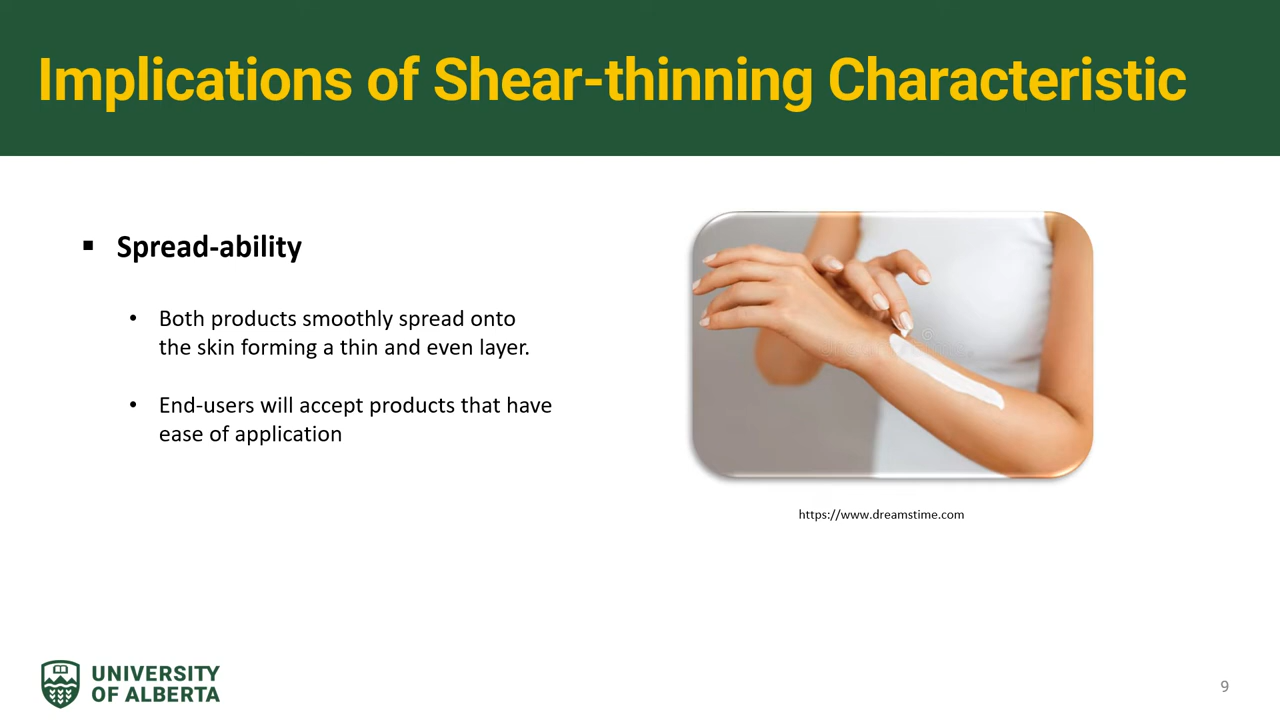 Implications of Shear-thinning Characteristic
▪ Spread-ability
• Both products smoothly spread onto
the skin forming a thin and even layer.
• End-users will accept products that have
ease of application
https://www.dreamstime.com
UNIVERSITY
OF ALBERTA
9